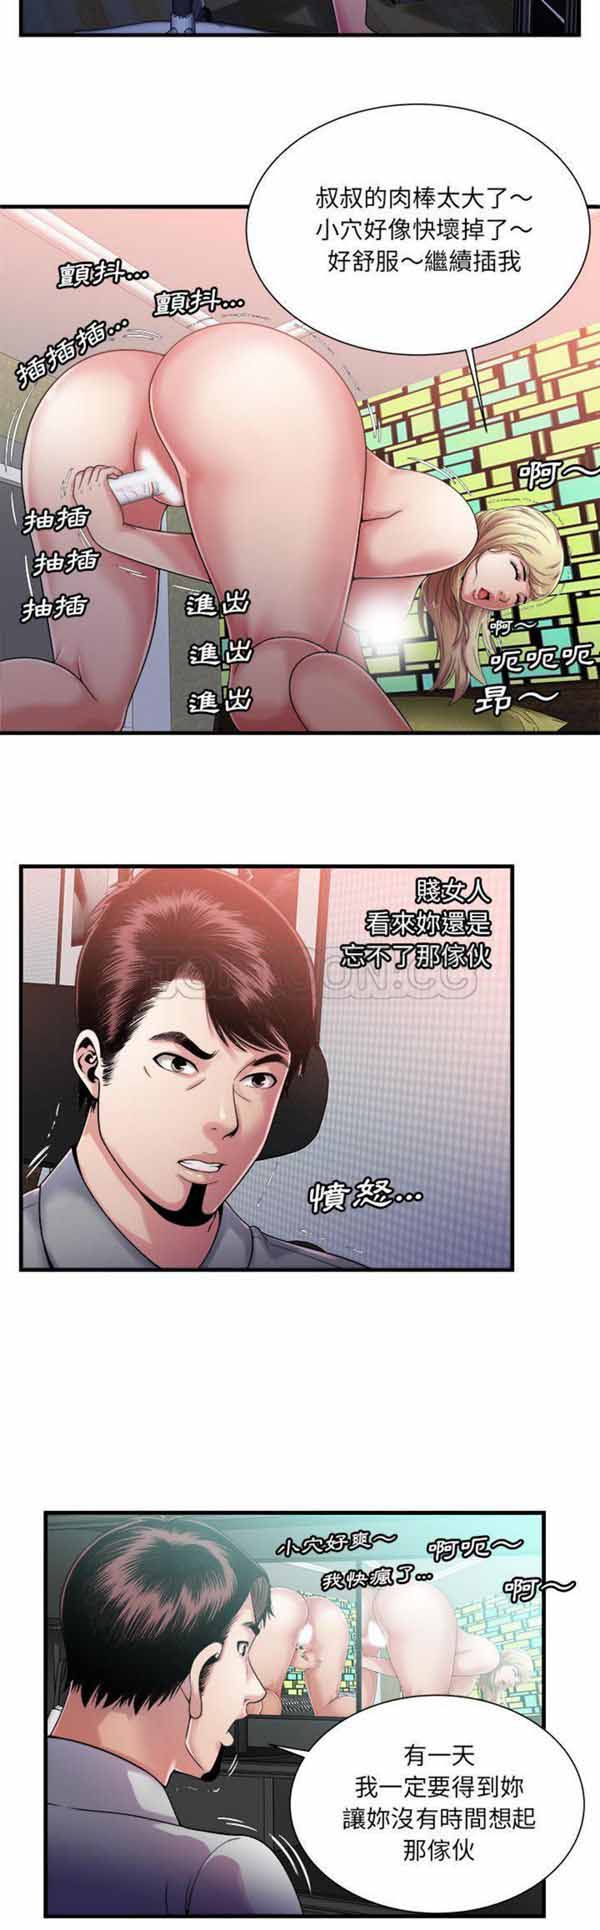 叔叔的肉棒太大了～
小穴好像快壞掉了～
好舒服～繼續插我
顫抖…
顫抖…
插插插…
啊～
抽插
抽插
抽插
進出
進出
進出
啊～
呃呃呃
昂～
賤女人
看來妳還是
忘不了那傢伙
憤怒…
小穴好爽～
啊呃～
我快瘋了…
啊～
有一天
我一定要得到妳
讓妳沒有時間想起
那傢伙